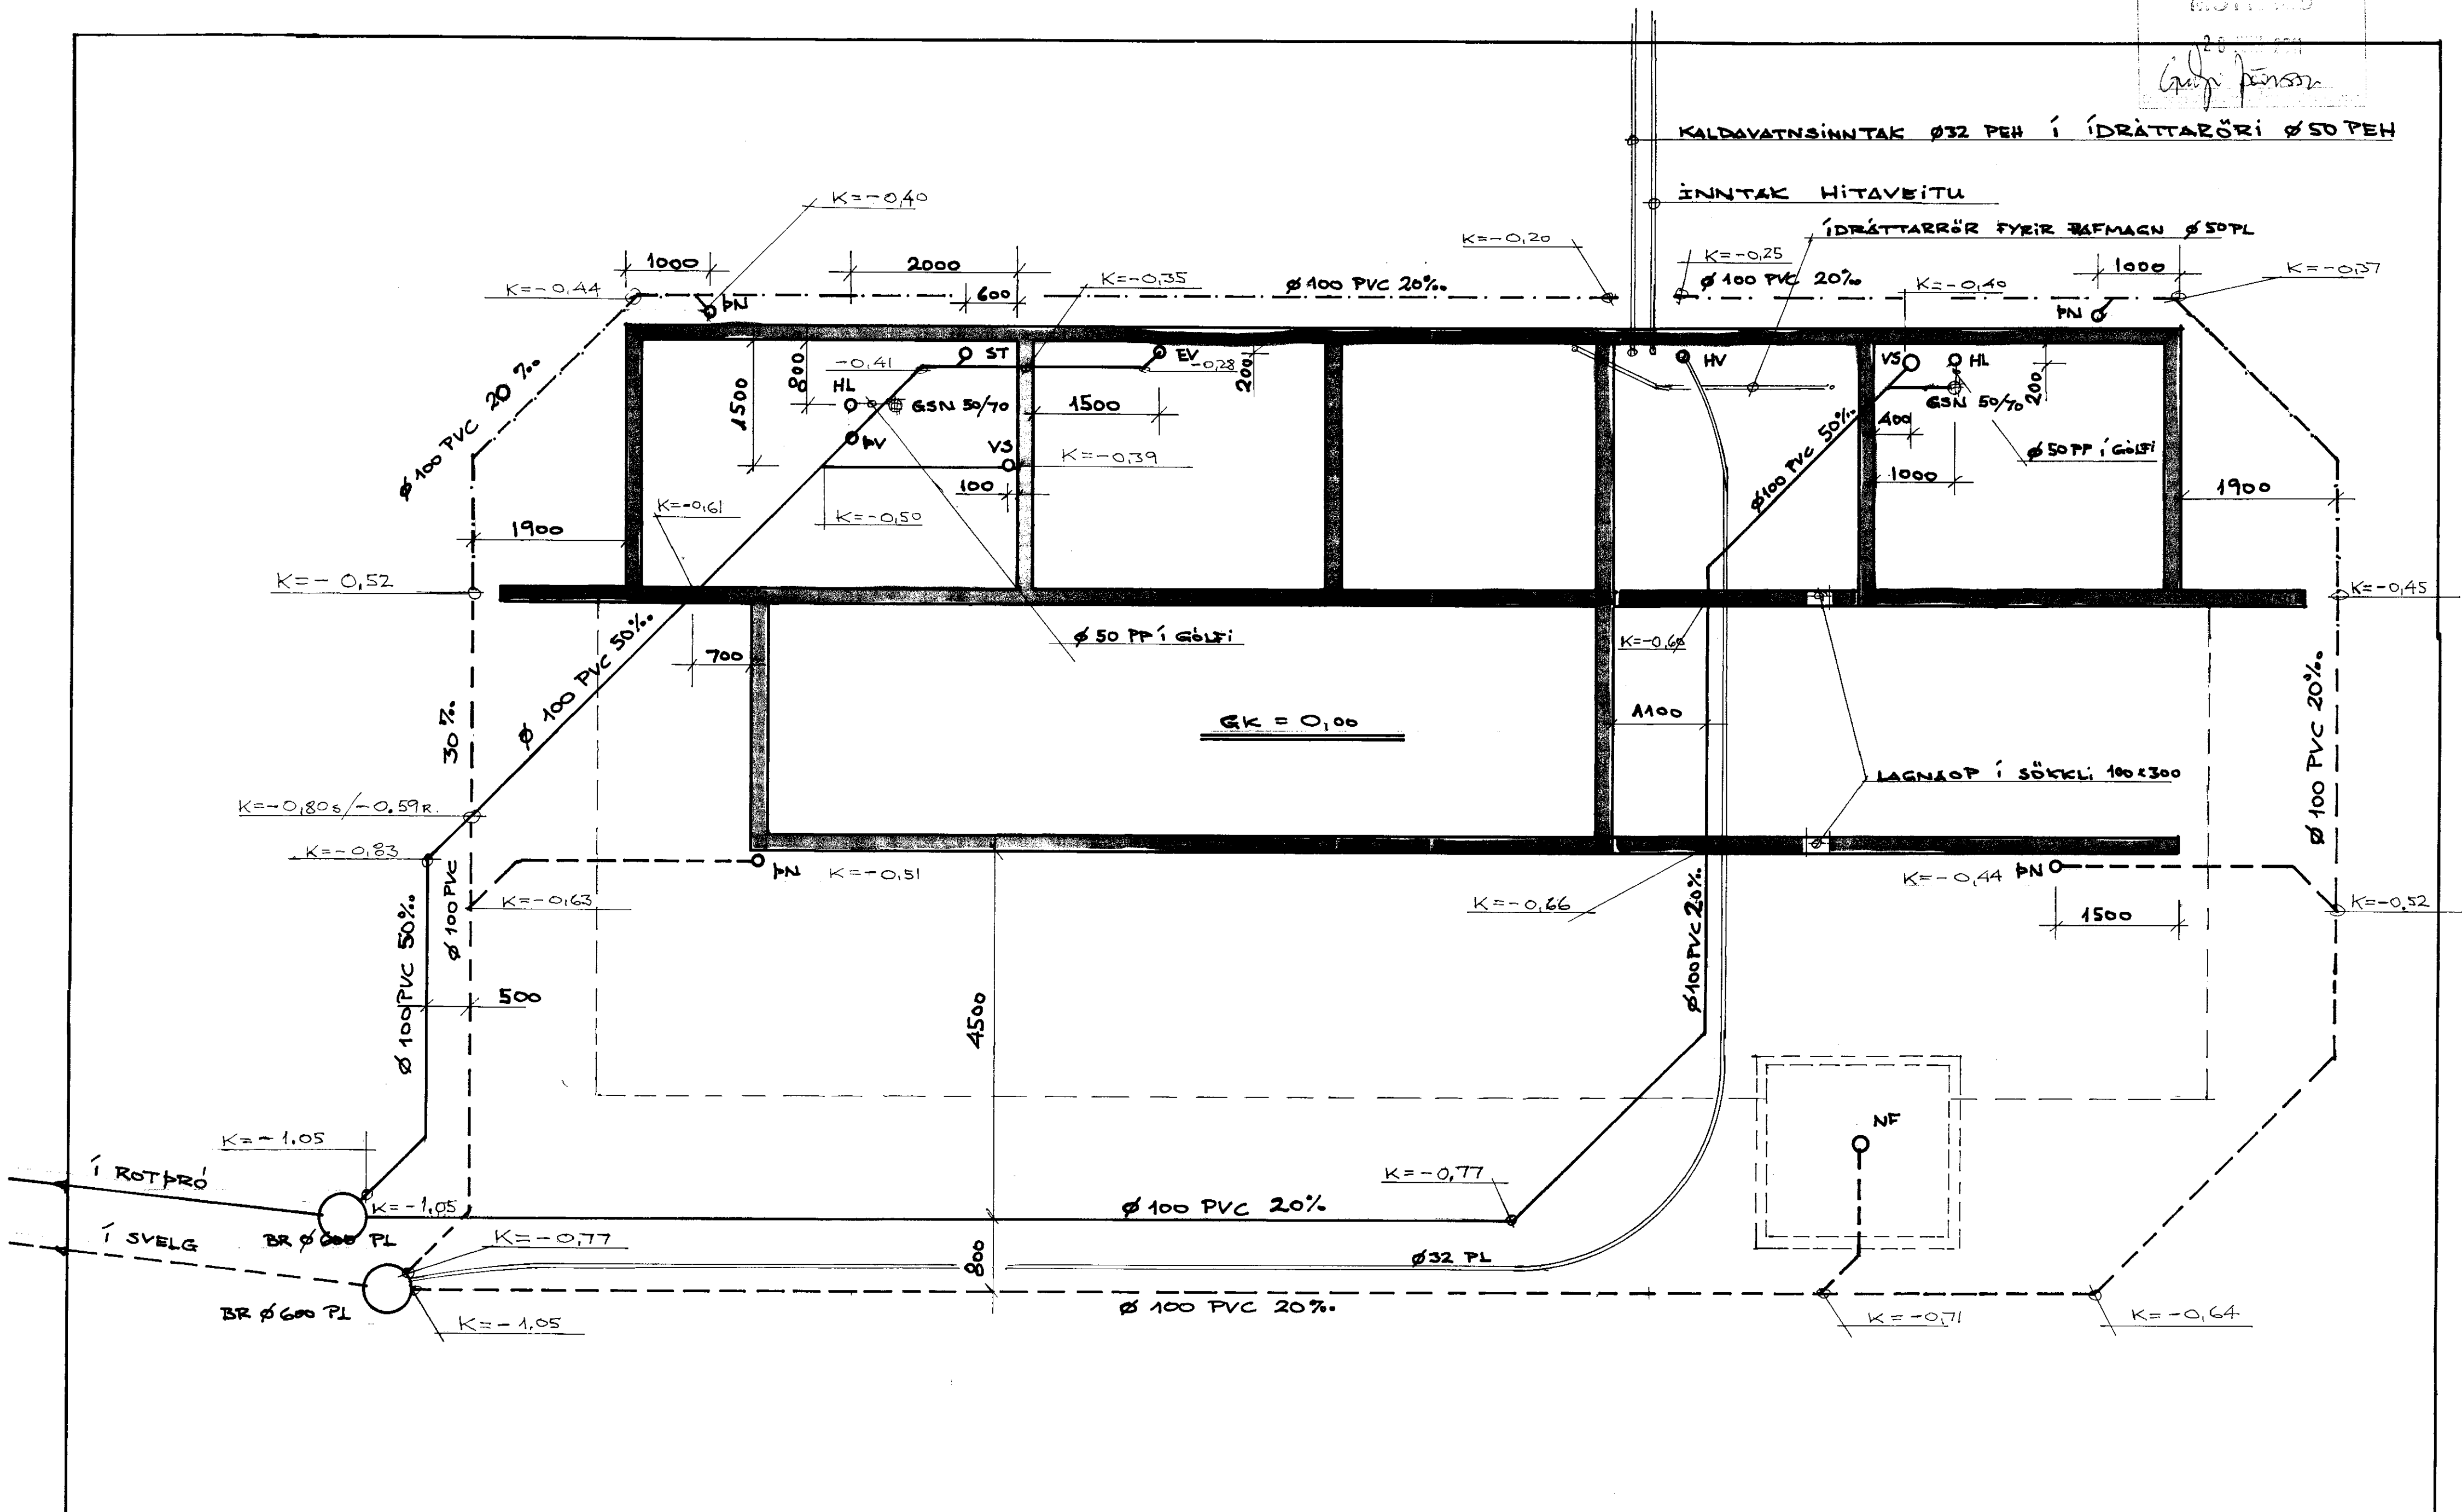 KALDAVATNSINNTAK Ø32 PEH Í ÍDRÁTTARÖRI Ø50 PEH
INNTAK HITAVEITU
ÍDRÁTTARRÖR FYRIR RAFMAGN Ø50PL
K=-0,40
K=-0,20
K=-0,25
K=-0,37
1000
2000
1000
K=-0,44
600
K=-0,35
Ø100 PVC 20‰
Ø100 PVC 20‰
K=-0,40
ÞN
ÞN
ST
EV
HV
VS
HL
-0,41
-0,28
200
200
800
1500
HL
GSN 50/70
1500
GSN 50/70
400
ÞV
VS
K=-0,39
Ø50PP Í GÓLFI
100
1000
1900
Ø100 PVC 20‰
Ø100 PVC 50‰
K=-0,61
K=-0,50
1900
K=-0,52
K=-0,45
Ø 100 PVC 50‰
Ø50 PP Í GÓLFI
K=-0,60
700
30‰
GK = 0,00
1100
Ø100 PVC 20‰
LAGNAOP Í SÖKKLI 100x300
K=-0,80S/-0.59R.
K=-0,83
ÞN
K=-0,51
K=-0,44
ÞN
K=-0,63
K=-0,66
K=-0,52
1500
Ø100PVC
Ø100PVC 50‰
500
4500
Ø100PVC 20‰
NF
K=-1.05
Í ROTÞRÓ
K=-0,77
K=-1,05
Ø100 PVC 20‰
Í SVELG
BR Ø600 PL
K=-0,77
800
Ø32 PL
BR Ø600 PL
K=-1,05
Ø100 PVC 20‰
K=-0,71
K=-0,64